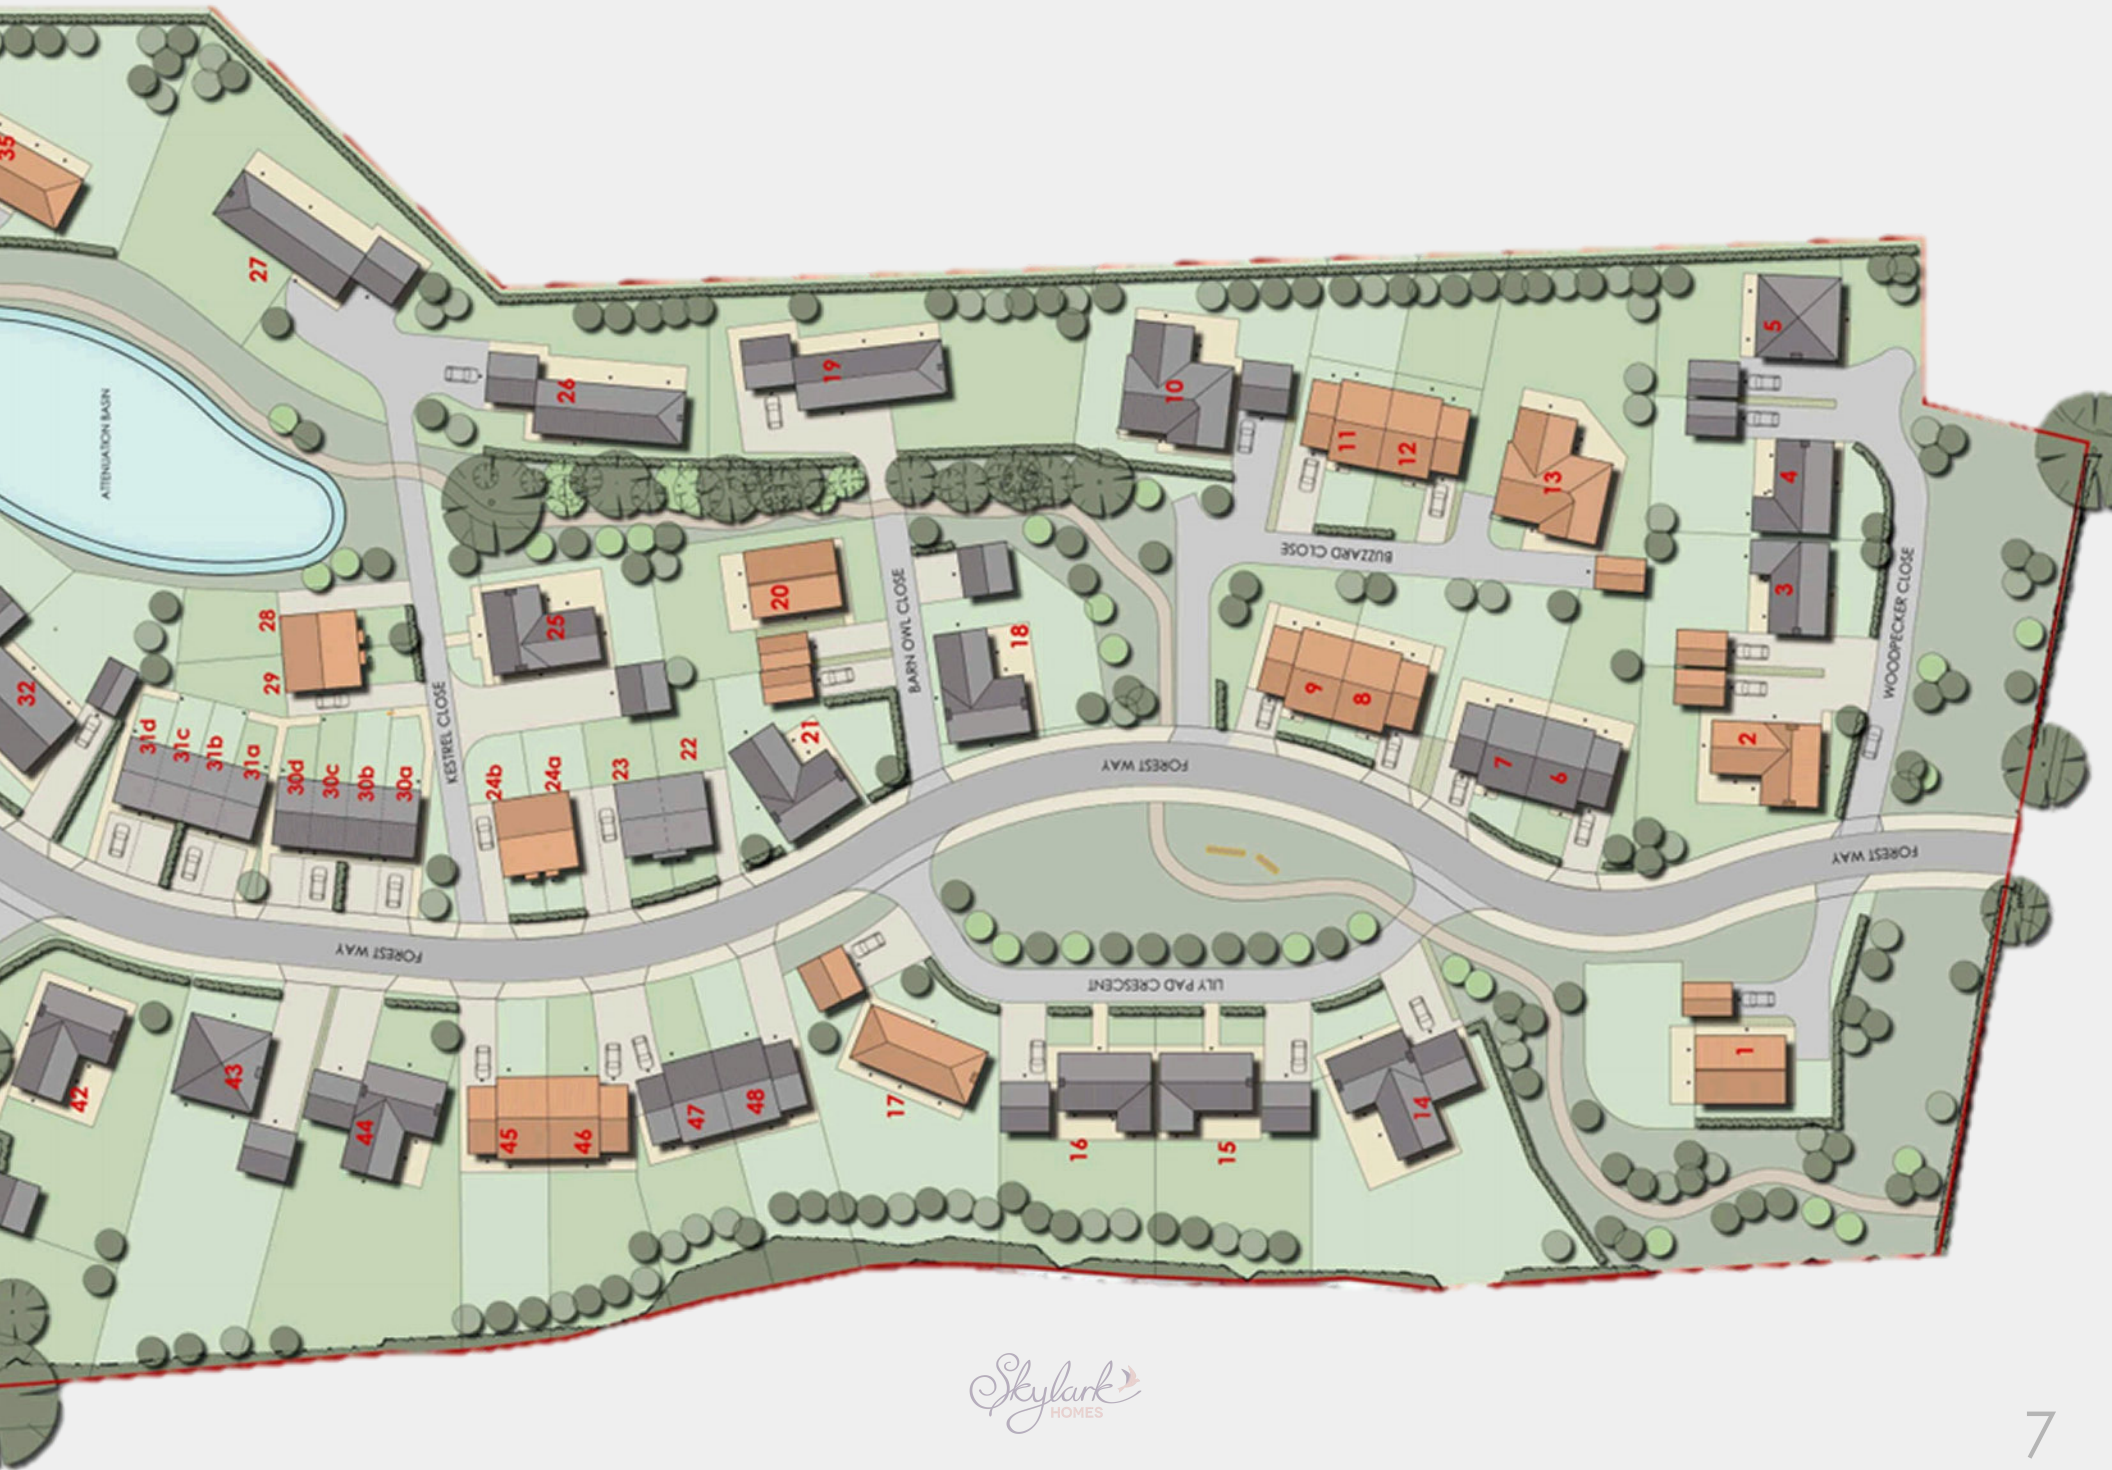 35
27
ATTENUATION BASIN
26
19
10
5
11
12
13
4
BUZZARD CLOSE
3
WOODPECKER CLOSE
28
29
25
20
BARN OWL CLOSE
18
32
KESTREL CLOSE
31d
31c
31b
31a
30d
30c
30b
30a
24b
24a
23
22
21
9
8
7
6
2
FOREST WAY
FOREST WAY
FOREST WAY
LILY PAD CRESCENT
42
43
44
45
46
47
48
17
16
15
14
1
Skylark
HOMES
7